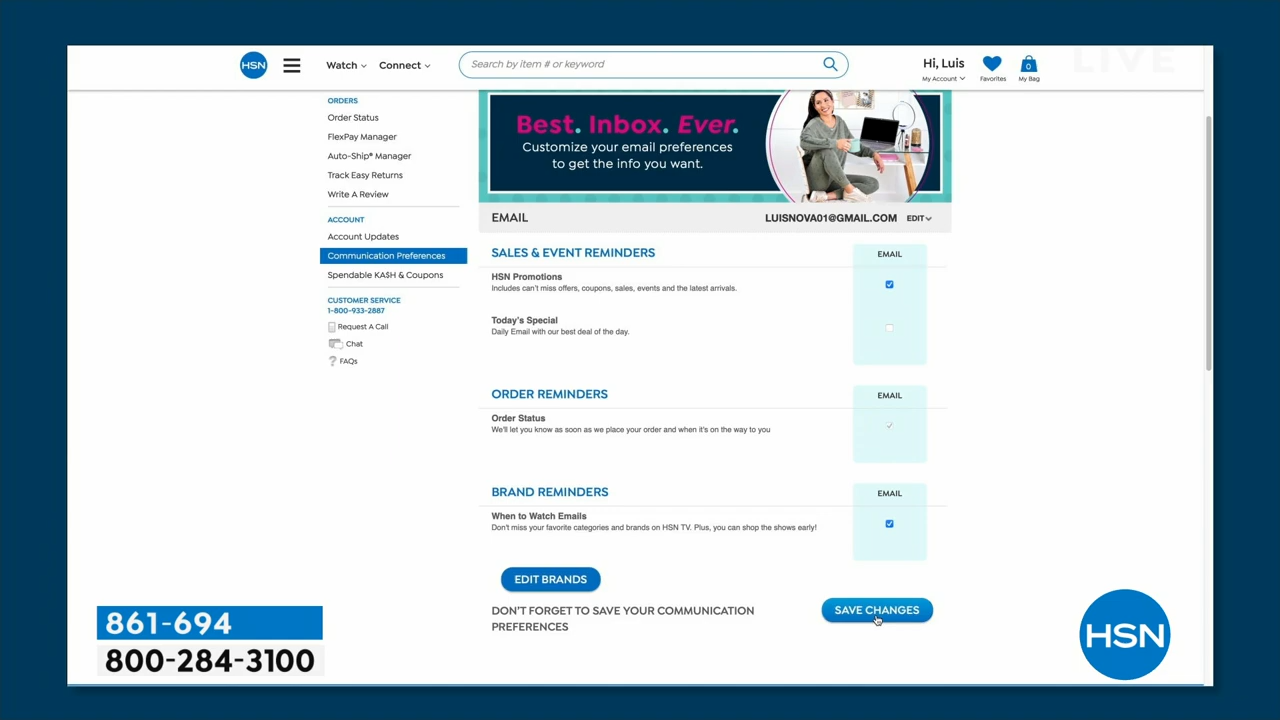 LIVE
HSN
Watch
Connect
Search by item # or keyword
Hi, Luis
My Account
Favorites
0
My Bag
ORDERS
Order Status
FlexPay Manager
Auto-Ship® Manager
Track Easy Returns
Write A Review
ACCOUNT
Account Updates
Communication Preferences
Spendable KA$H & Coupons
CUSTOMER SERVICE
1-800-933-2887
Request A Call
Chat
FAQs
Best. Inbox. Ever.
Customize your email preferences
to get the info you want.
EMAIL
LUISNOVA01@GMAIL.COM
EDIT
SALES & EVENT REMINDERS
EMAIL
HSN Promotions
Includes can't miss offers, coupons, sales, events and the latest arrivals.
Today's Special
Daily Email with our best deal of the day.
ORDER REMINDERS
EMAIL
Order Status
We'll let you know as soon as we place your order and when it's on the way to you
BRAND REMINDERS
EMAIL
When to Watch Emails
Don't miss your favorite categories and brands on HSN TV. Plus, you can shop the shows early!
EDIT BRANDS
DON'T FORGET TO SAVE YOUR COMMUNICATION
PREFERENCES
SAVE CHANGES
861-694
800-284-3100
HSN